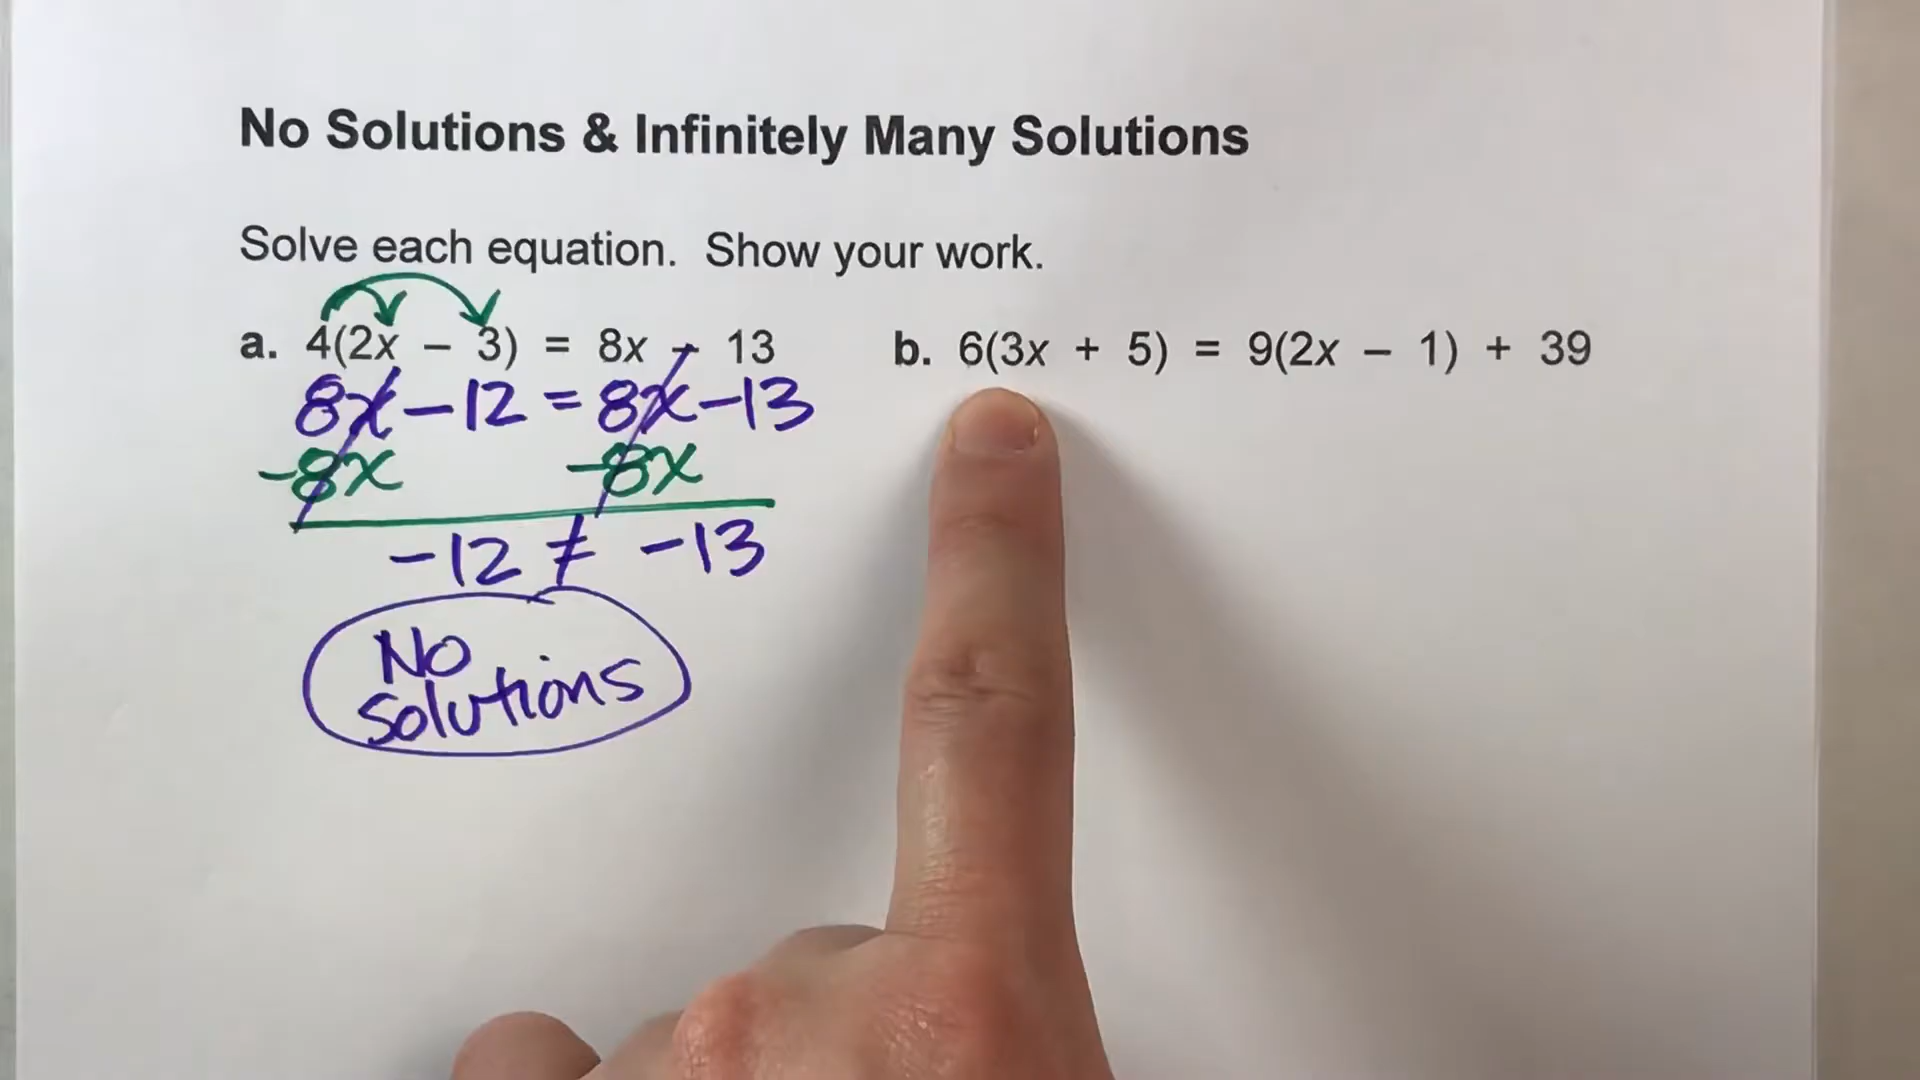 No Solutions & Infinitely Many Solutions
Solve each equation. Show your work.
a. 4(2x − 3) = 8x − 13
8x − 12 = 8x − 13
−8x −8x
−12 ≠ −13
No
solutions
b. 6(3x + 5) = 9(2x − 1) + 39